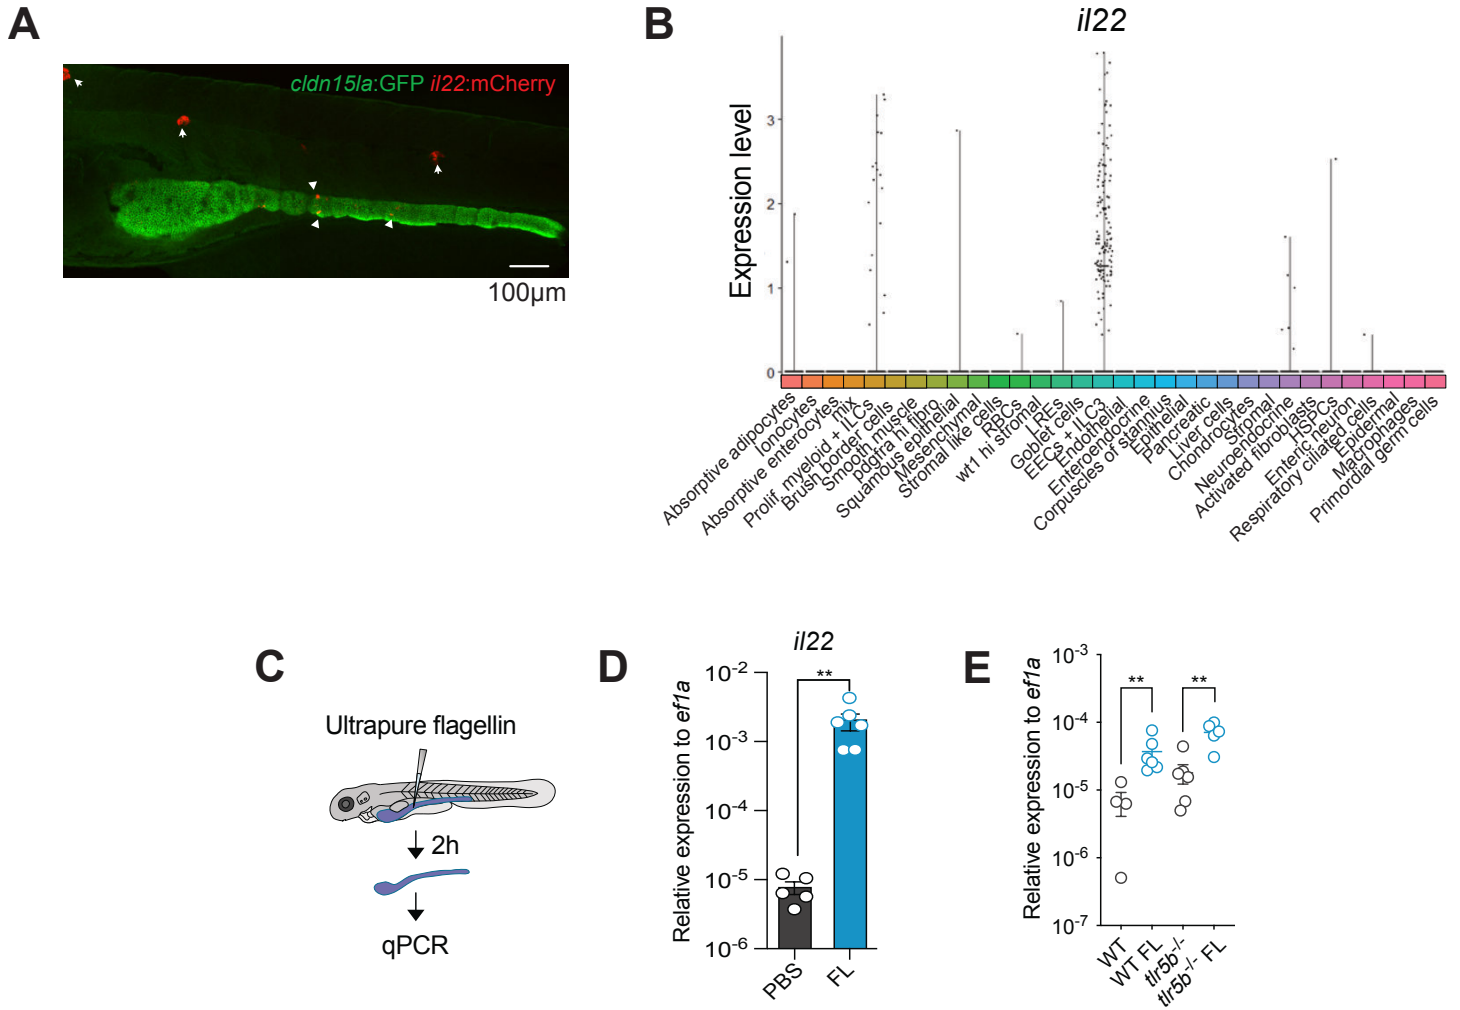 A
cldn15la:GFP il22:mCherry
100µm
B
il22
Expression level
3
2
1
0
Absorptive adipocytes
Ionocytes
Absorptive enterocytes
mix
Prolif. myeloid + ILCs
Brush border cells
Smooth muscle
pdgfra hi fibro.
Squamous epithelial
Mesenchymal
Stromal like cells
RBCs
wt1 hi stromal
LREs
Goblet cells
EECs + ILC3
Endothelial
Enteroendocrine
Corpuscles of stannius
Epithelial
Pancreatic
Liver cells
Chondrocytes
Stromal
Neuroendocrine
Activated fibroblasts
HSPCs
Enteric neuron
Respiratory ciliated cells
Epidermal
Macrophages
Primordial germ cells
C
Ultrapure flagellin
2h
qPCR
D
il22
**
Relative expression to ef1a
10-2
10-3
10-4
10-5
10-6
PBS
FL
E
** **
Relative expression to ef1a
10-3
10-4
10-5
10-6
10-7
WT
WT FL
tlr5b-/-
tlr5b-/- FL